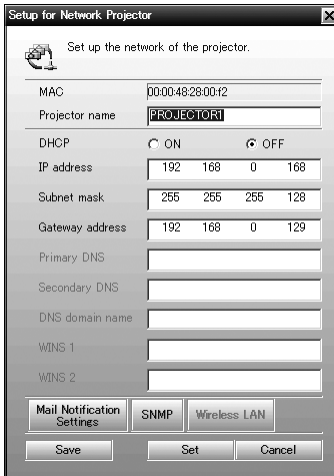 Setup for Network Projector
Set up the network of the projector.
MAC 00:00:48:28:00:f2
Projector name PROJECTOR1
DHCP ON OFF
IP address 192 168 0 168
Subnet mask 255 255 255 128
Gateway address 192 168 0 129
Primary DNS
Secondary DNS
DNS domain name
WINS 1
WINS 2
Mail Notification
Settings
SNMP
Wireless LAN
Save Set Cancel